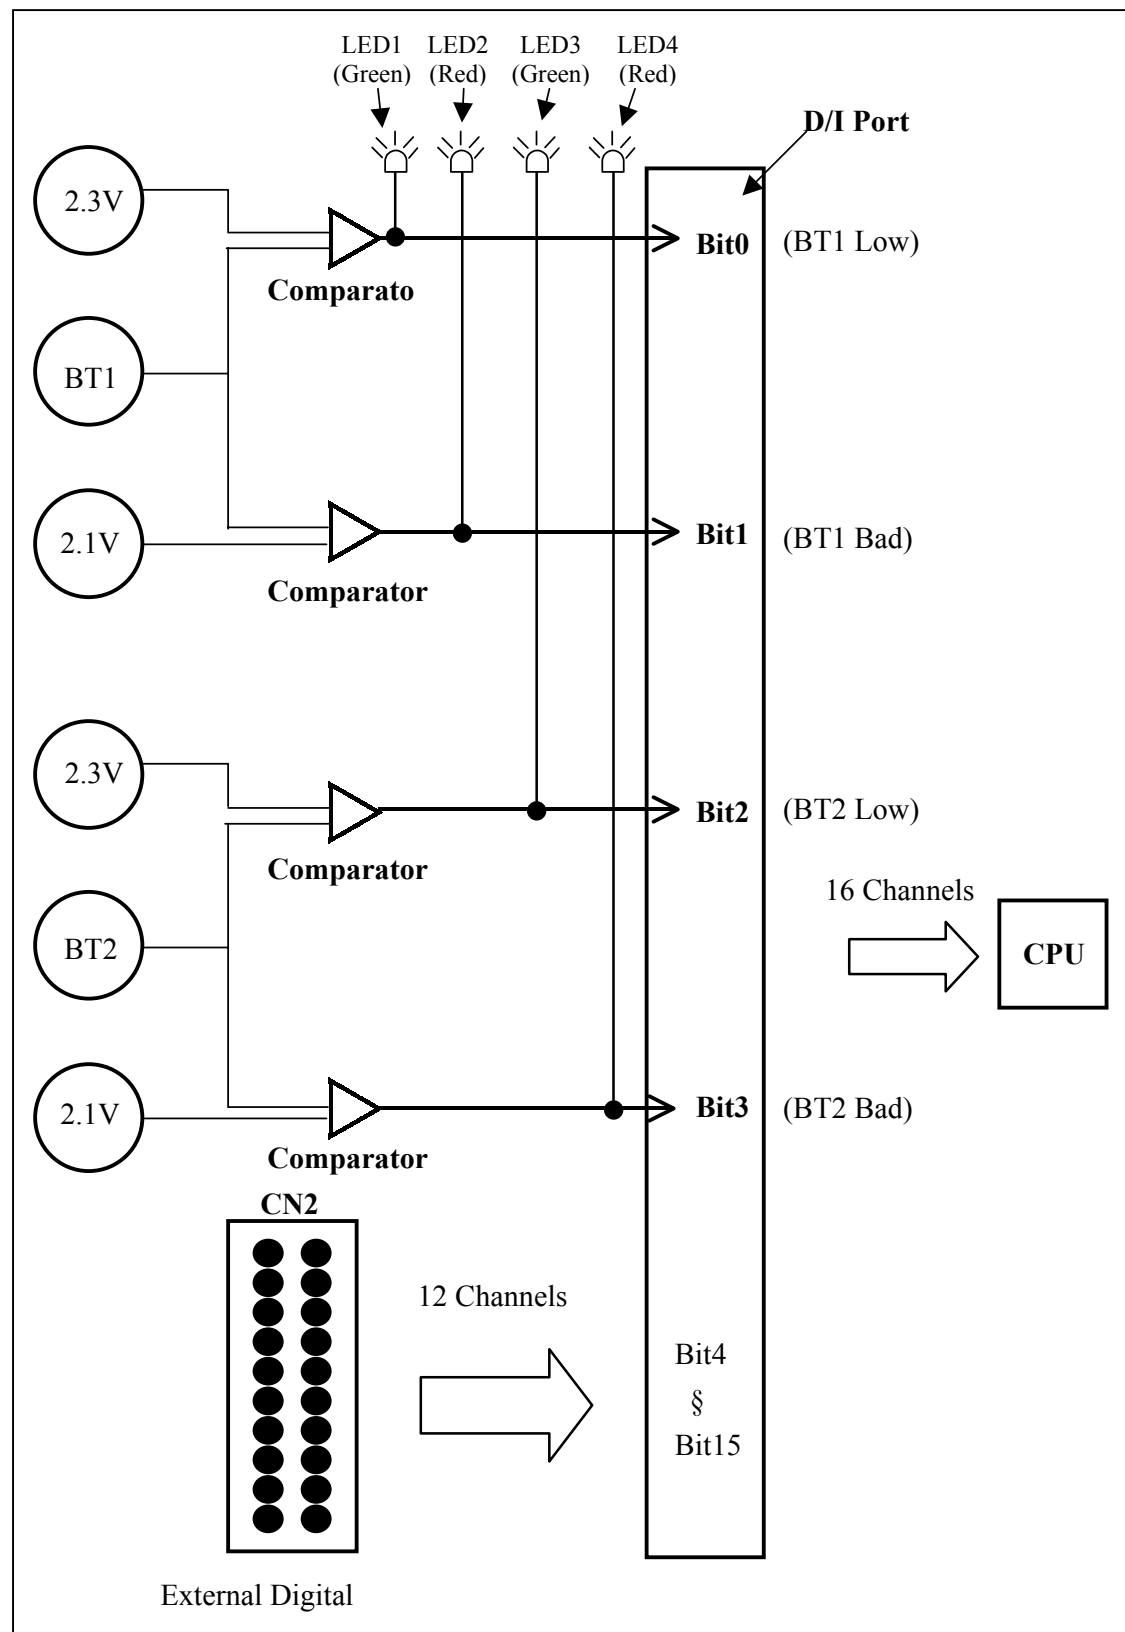 LED1 LED2 LED3 LED4
(Green) (Red) (Green) (Red)
D/I Port
2.3V
Bit0 (BT1 Low)
Comparato
BT1
2.1V
Bit1 (BT1 Bad)
Comparator
2.3V
Bit2 (BT2 Low)
Comparator
16 Channels
BT2
CPU
2.1V
Bit3 (BT2 Bad)
Comparator
CN2
12 Channels
Bit4
§
Bit15
External Digital